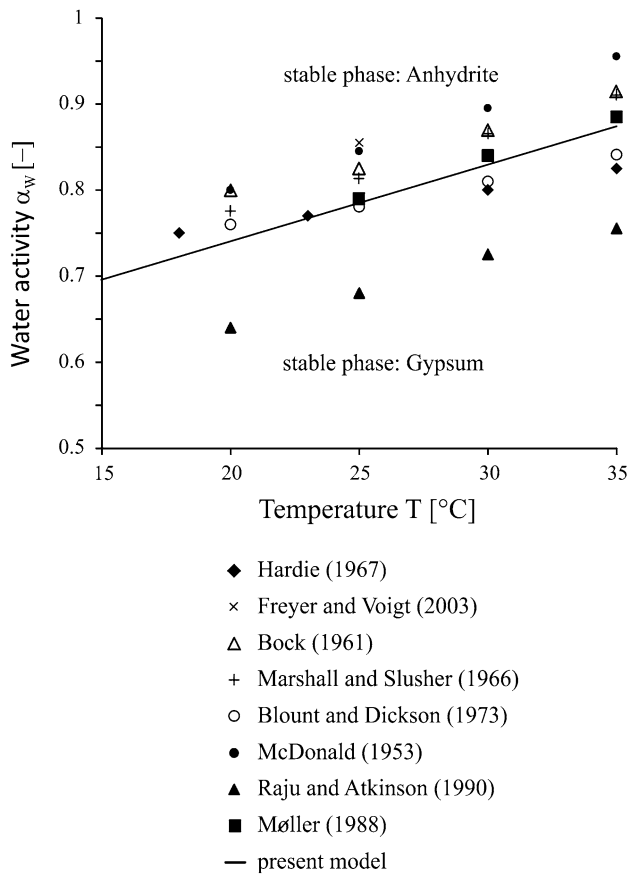 1
stable phase: Anhydrite
0.9
0.8
Water activity αw [–]
0.7
0.6
stable phase: Gypsum
0.5
15 20 25 30 35
Temperature T [°C]
Hardie (1967)
Freyer and Voigt (2003)
Bock (1961)
Marshall and Slusher (1966)
Blount and Dickson (1973)
McDonald (1953)
Raju and Atkinson (1990)
Møller (1988)
present model